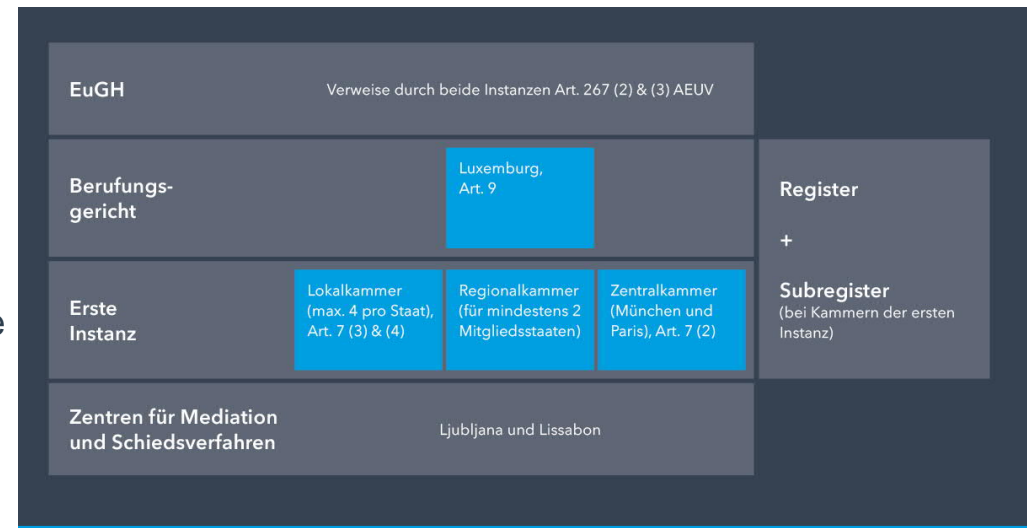 EuGH
Verweise durch beide Instanzen Art. 267 (2) & (3) AEUV
Berufungs-
gericht
Luxemburg,
Art. 9
Erste
Instanz
Lokalkammer
(max. 4 pro Staat),
Art. 7 (3) & (4)
Regionalkammer
(für mindestens 2
Mitgliedsstaaten)
Zentralkammer
(München und
Paris), Art. 7 (2)
Zentren für Mediation
und Schiedsverfahren
Ljubljana und Lissabon
Register
+
Subregister
(bei Kammern der ersten
Instanz)